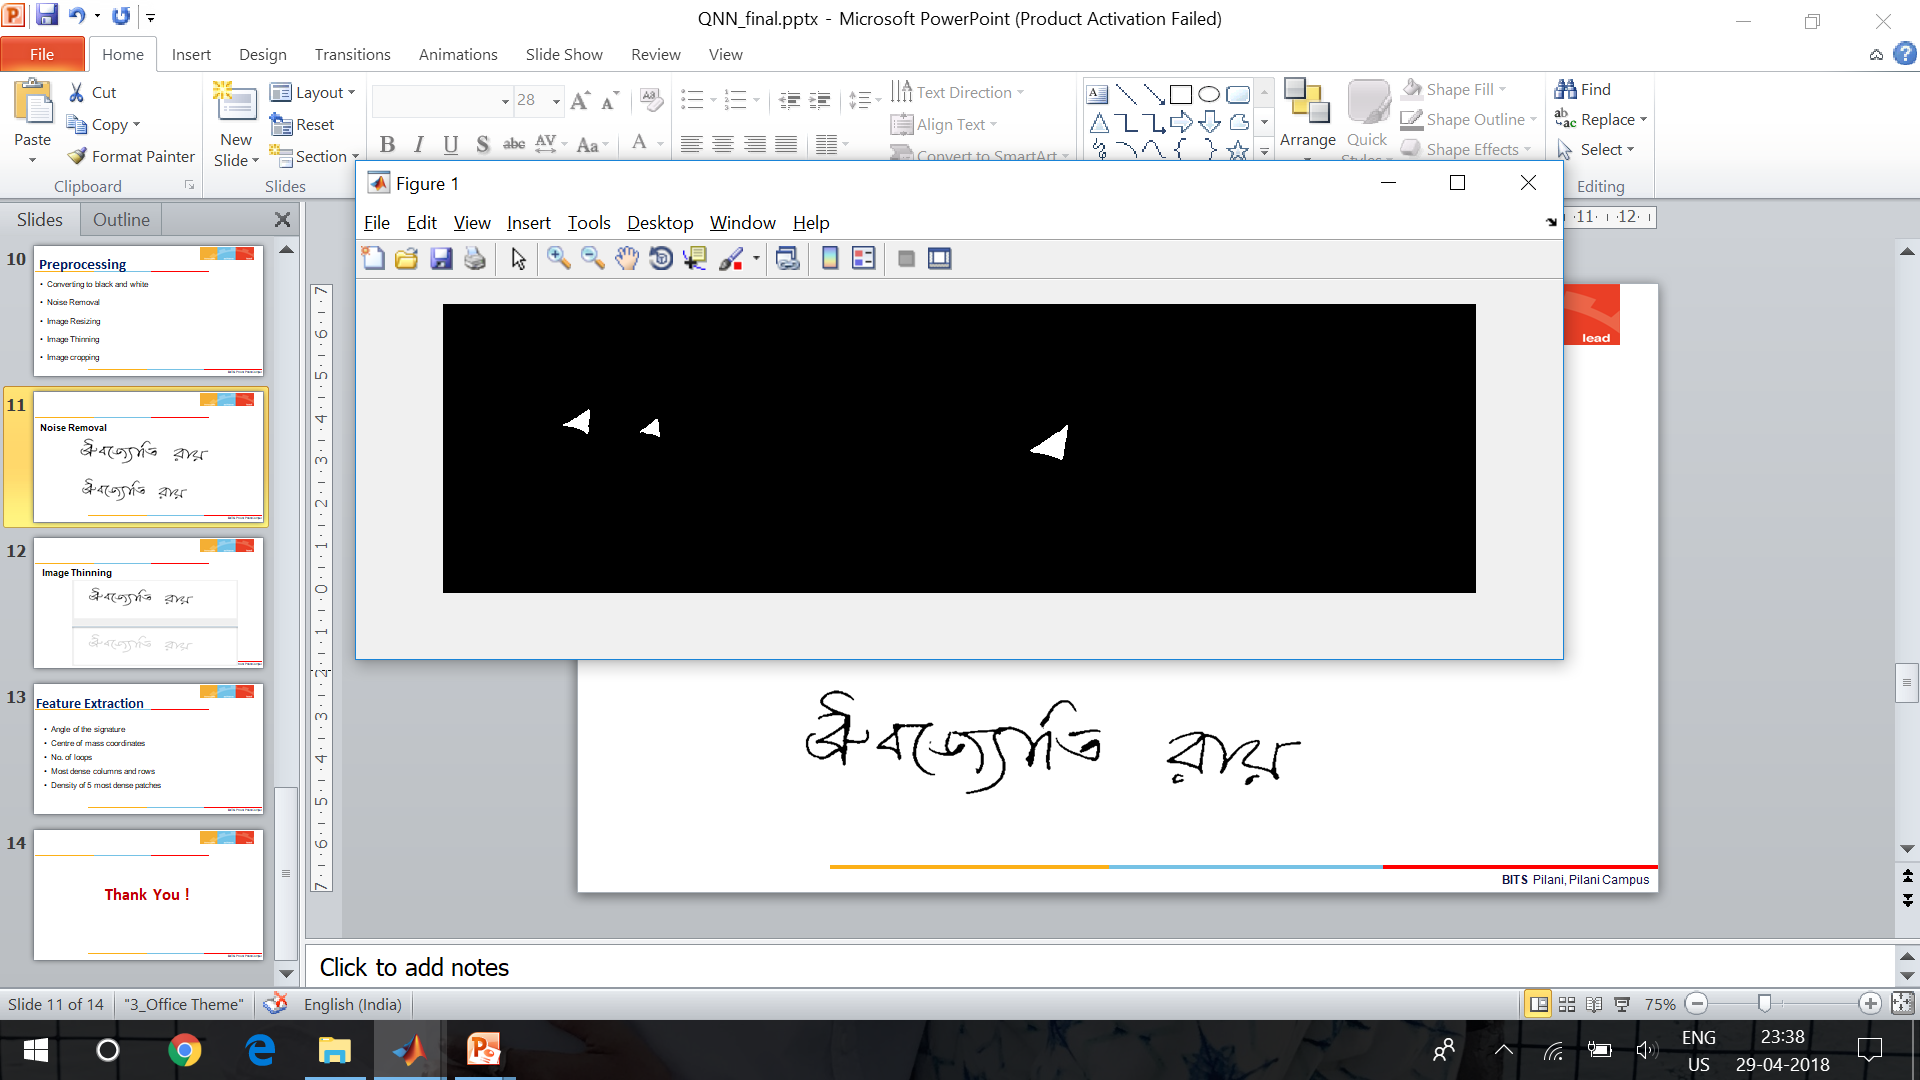 QNN_final.pptx - Microsoft PowerPoint (Product Activation Failed)
File Home Insert Design Transitions Animations Slide Show Review View
Paste
Cut
Copy
Format Painter
Clipboard
New Slide
Layout
Reset
Section
Slides
28
B I U S abc AV Aa A
Text Direction
Align Text
Convert to SmartArt
Arrange
Quick Styles
Shape Fill
Shape Outline
Shape Effects
Find
Replace
Select
Editing
Figure 1
File Edit View Insert Tools Desktop Window Help
Slides Outline
10
Preprocessing
• Converting to black and white
• Noise Removal
• Image Resizing
• Image Thinning
• Image cropping
11
Noise Removal
12
Image Thinning
13
Feature Extraction
• Angle of the signature
• Centre of mass coordinates
• No. of loops
• Most dense columns and rows
• Density of 5 most dense patches
14
Thank You !
lead
রায়
BITS Pilani, Pilani Campus
Click to add notes
Slide 11 of 14 "3_Office Theme" English (India) 75%
ENG
US
23:38
29-04-2018